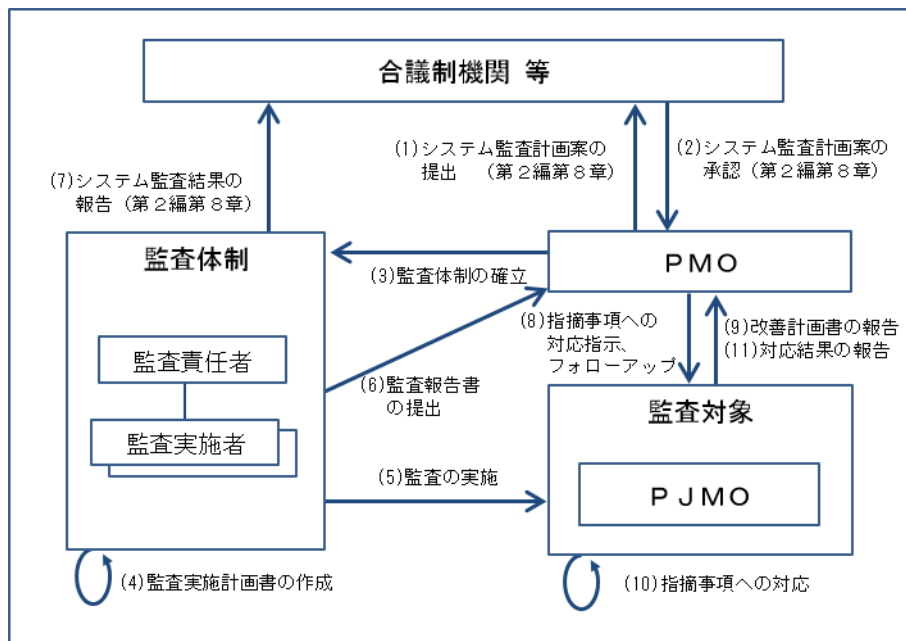 合議制機関 等
(1)システム監査計画案の
提出 (第２編第８章)
(2)システム監査計画案の
承認(第２編第８章)
(7)システム監査結果の
報告(第２編第８章)
監査体制
ＰＭＯ
(3)監査体制の確立
(8)指摘事項への
対応指示、
フォローアップ
(9)改善計画書の報告
(11)対応結果の報告
監査責任者
(6)監査報告書
の提出
監査対象
監査実施者
(5)監査の実施
ＰＪＭＯ
(4)監査実施計画書の作成
(10)指摘事項への対応